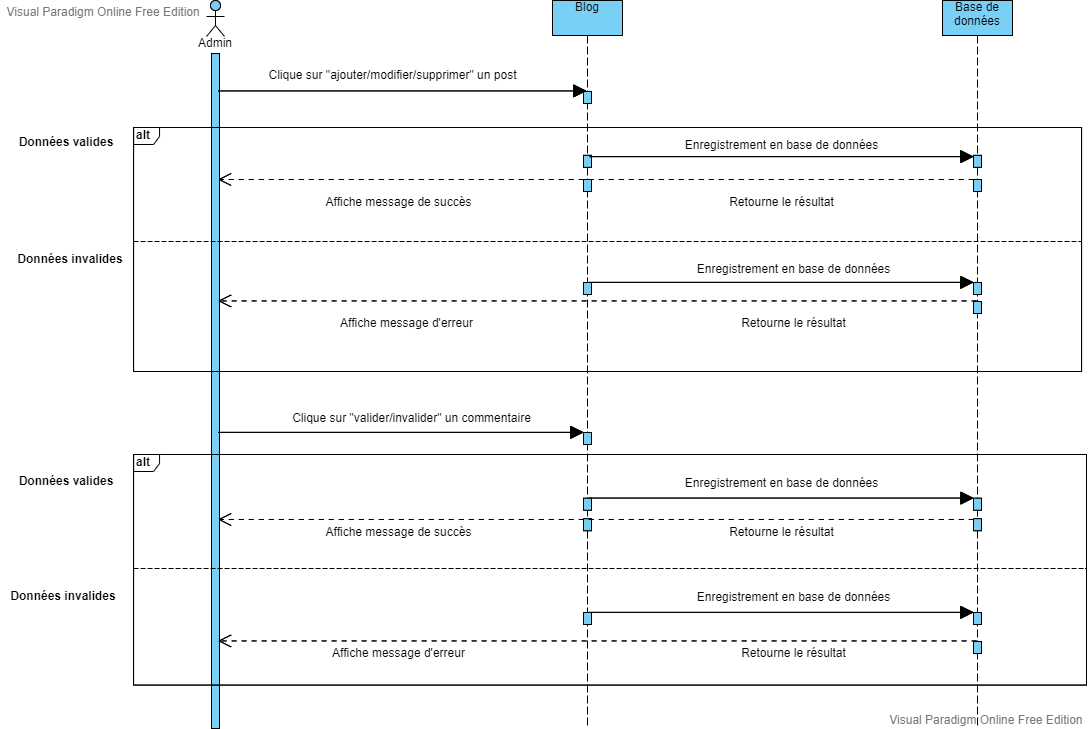 Visual Paradigm Online Free Edition
Admin
Blog
Base de
données
Clique sur "ajouter/modifier/supprimer" un post
alt
Données valides
Enregistrement en base de données
Affiche message de succès
Retourne le résultat
Données invalides
Enregistrement en base de données
Affiche message d'erreur
Retourne le résultat
Clique sur "valider/invalider" un commentaire
alt
Données valides
Enregistrement en base de données
Affiche message de succès
Retourne le résultat
Données invalides
Enregistrement en base de données
Affiche message d'erreur
Retourne le résultat
Visual Paradigm Online Free Edition